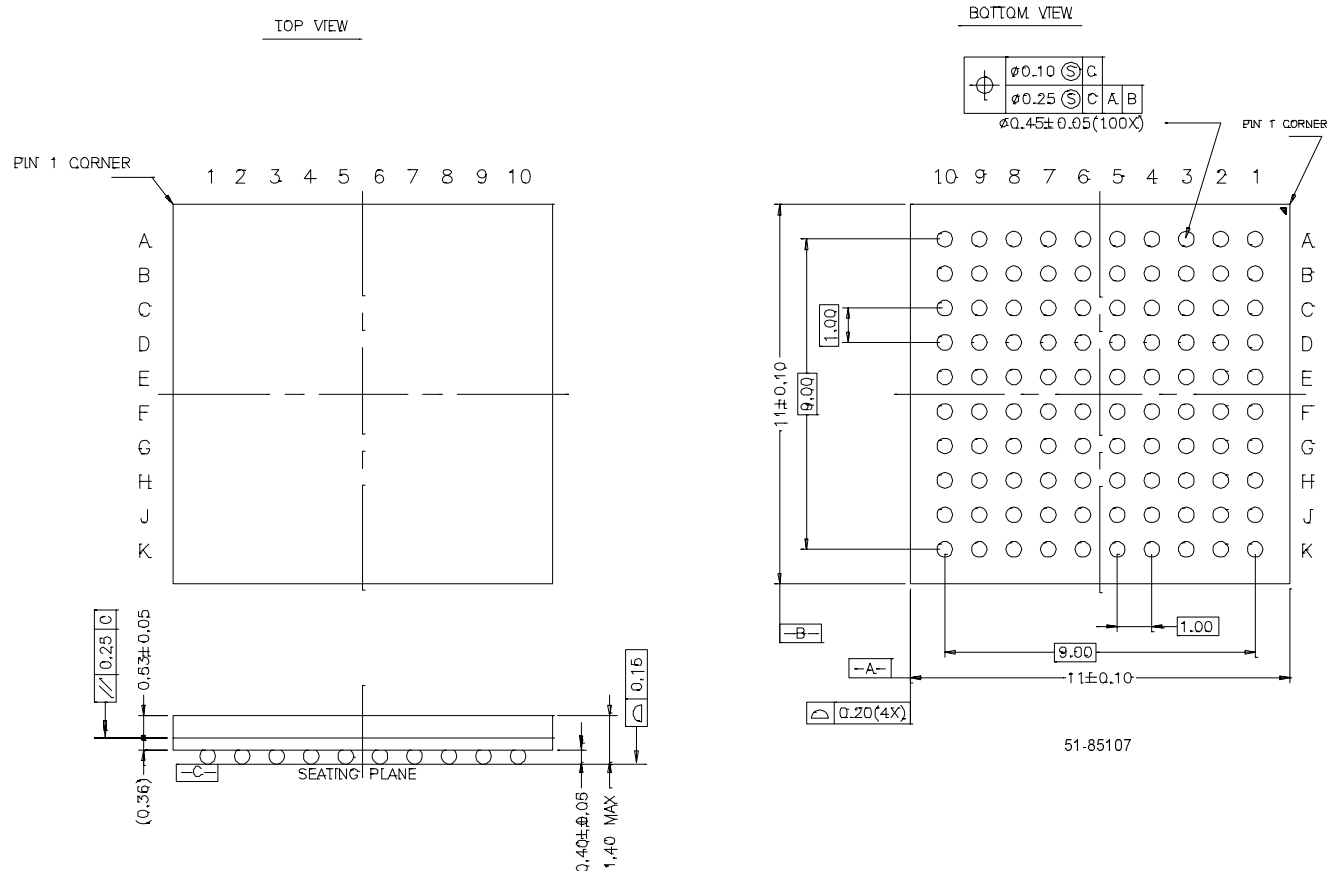 TOP VIEW
PIN 1 CORNER
1 2 3 4 5 6 7 8 9 10
A
B
C
D
E
F
G
H
J
K
// 0.25 C
0.53±0.05
(0.36)
-C-
SEATING PLANE
0.40±0.05
1.40 MAX
0.15
BOTTOM VIEW
Ø0.10 Ⓢ C
Ø0.25 Ⓢ C A B
Ø0.45±0.05(100X)
PIN 1 CORNER
10 9 8 7 6 5 4 3 2 1
A
B
C
D
E
F
G
H
J
K
1.00
9.00
11±0.10
-B-
1.00
9.00
-A-
11±0.10
0.20(4X)
51-85107